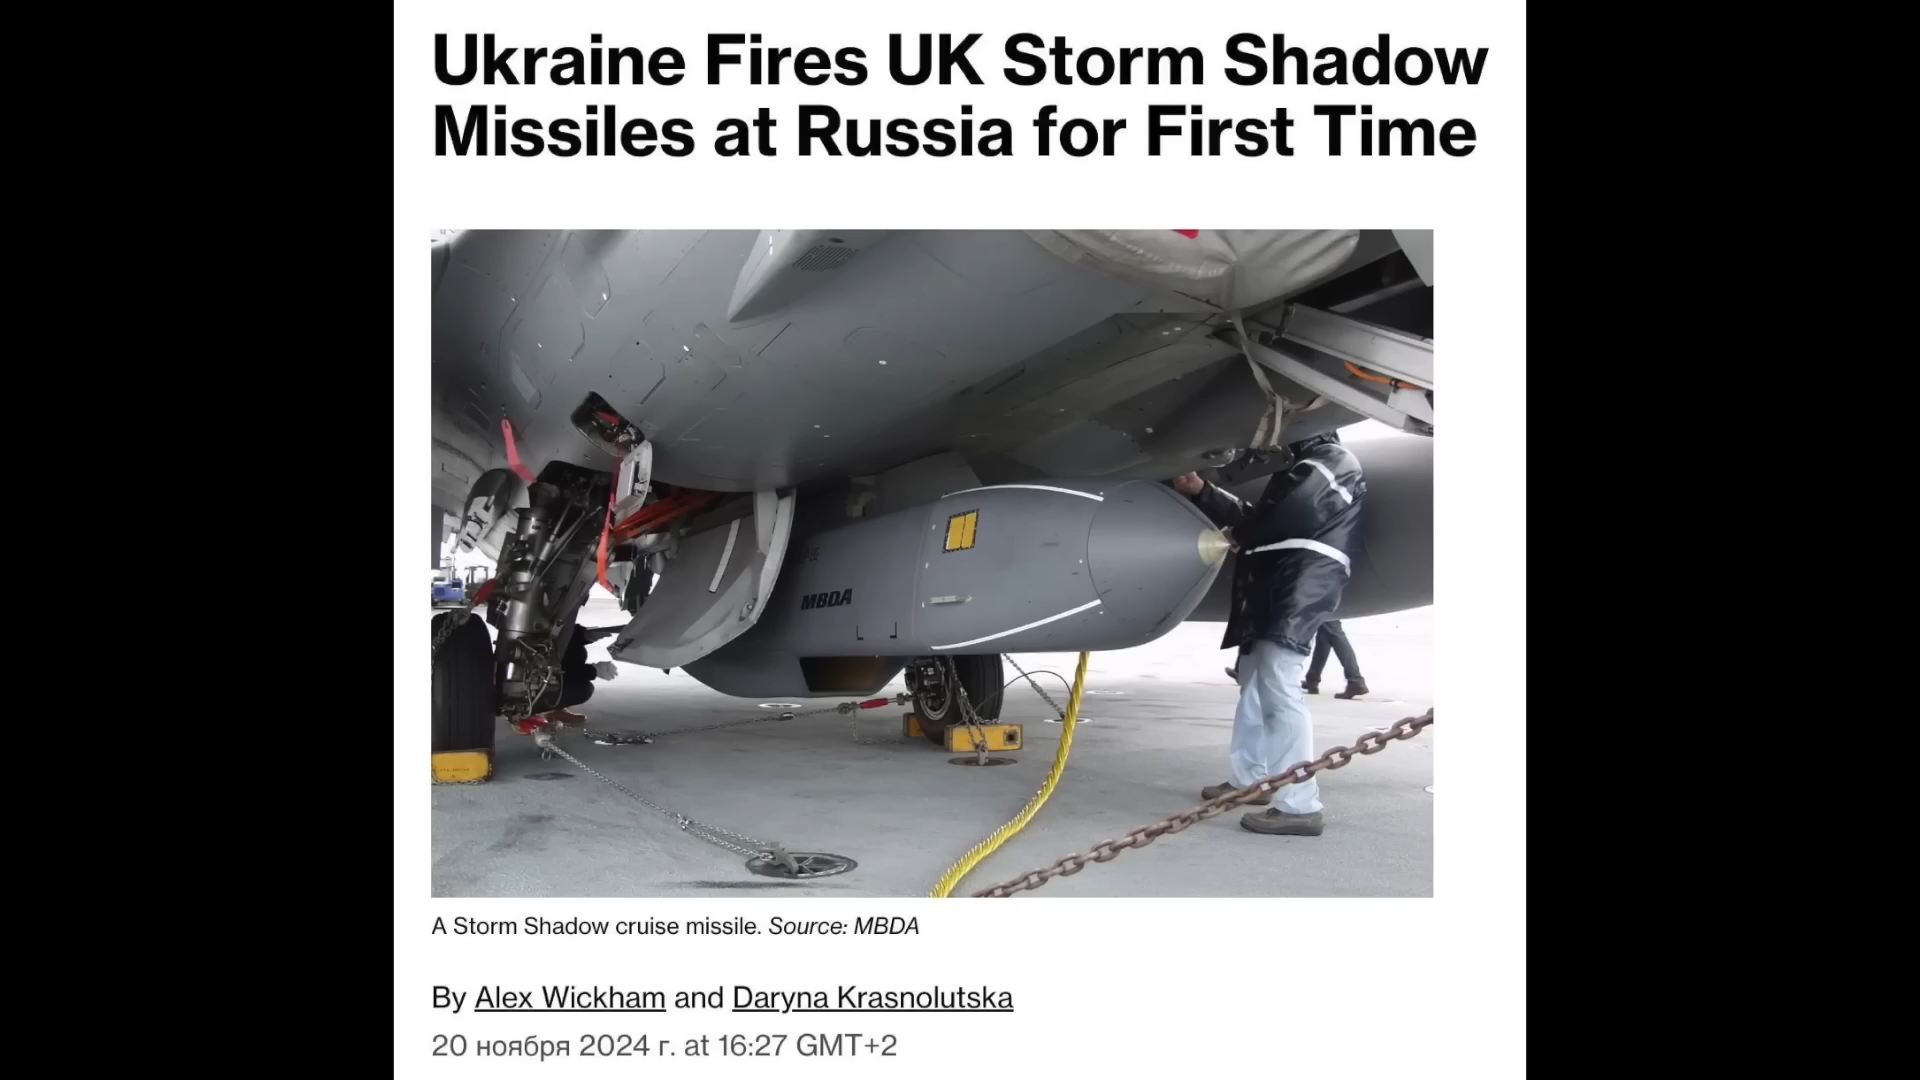 Ukraine Fires UK Storm Shadow
Missiles at Russia for First Time
MBDA
A Storm Shadow cruise missile. Source: MBDA
By Alex Wickham and Daryna Krasnolutska
20 ноября 2024 г. at 16:27 GMT+2